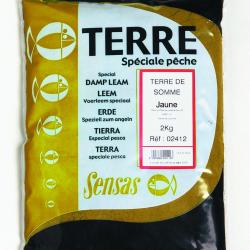 TERRE
Spéciale pêche
Special
DAMP LEAM
LEEM
Voorleem speciaal
ERDE
Speziell zum angeln
TIERRA
Especial pesca
TERRA
speciale pesca
Sensas
TERRE DE
SOMME
Jaune
2Kg
Réf : 02412